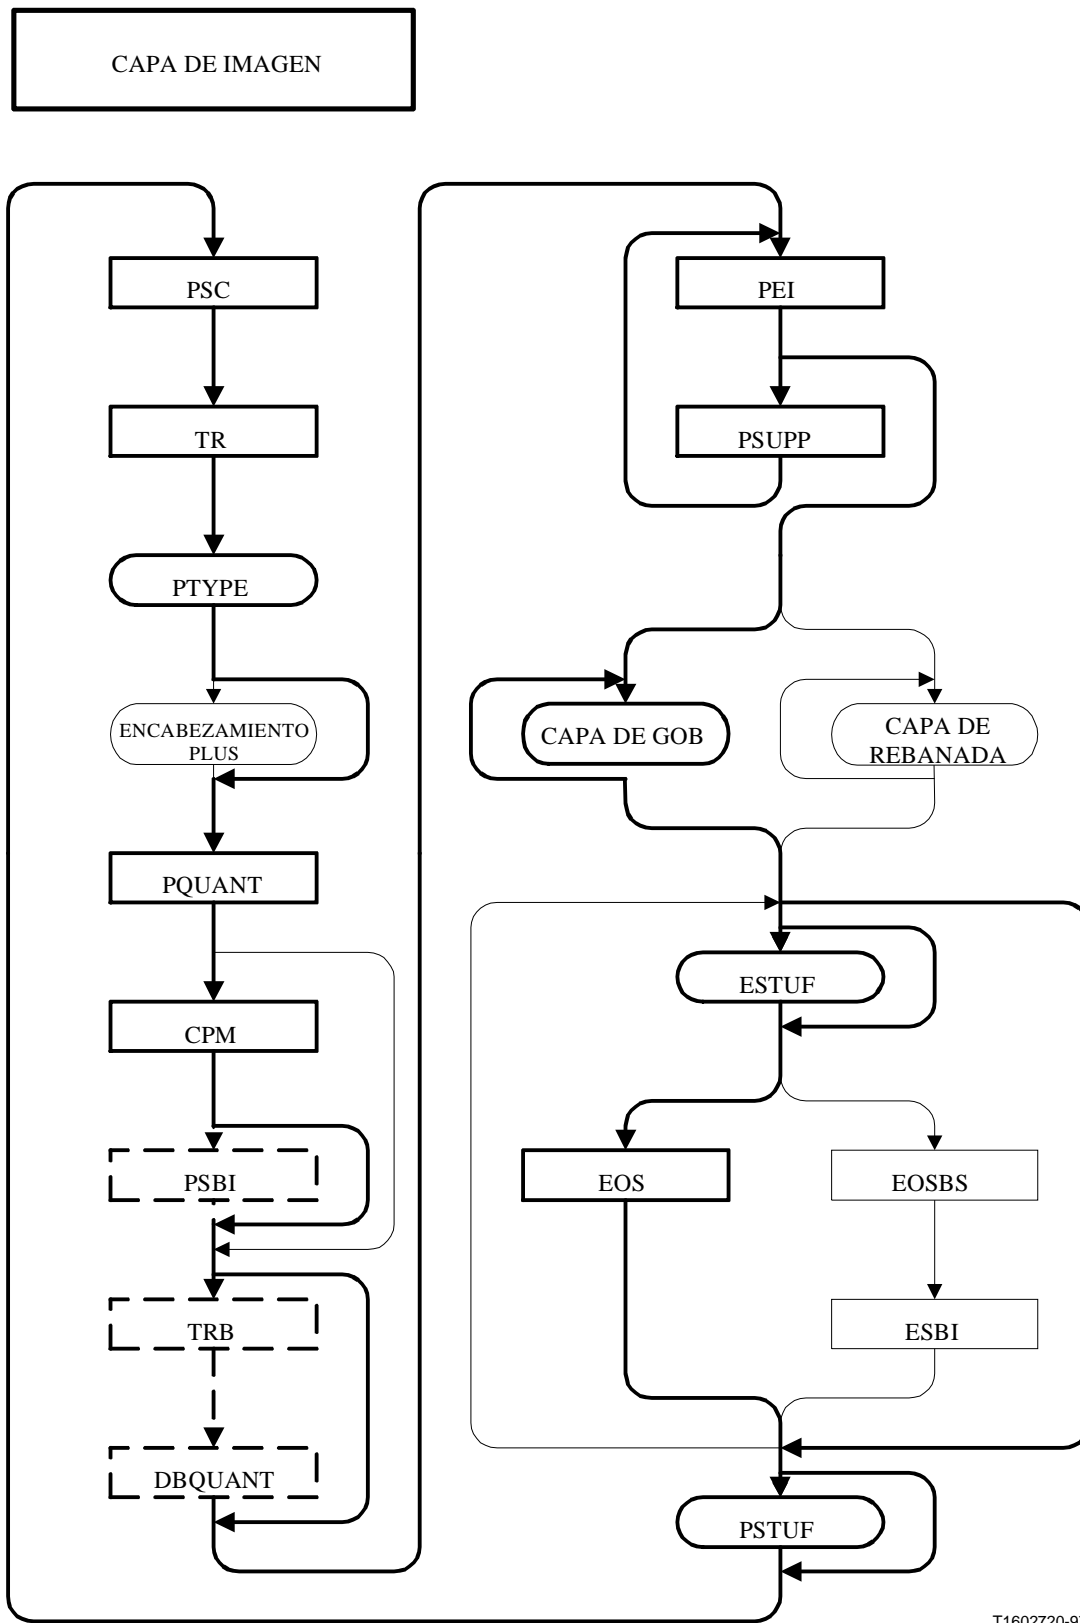 CAPA DE IMAGEN
PSC
TR
PTYPE
ENCABEZAMIENTO
PLUS
PQUANT
CPM
PSBI
TRB
DBQUANT
PEI
PSUPP
CAPA DE GOB
CAPA DE
REBANADA
ESTUF
EOS
EOSBS
ESBI
PSTUF